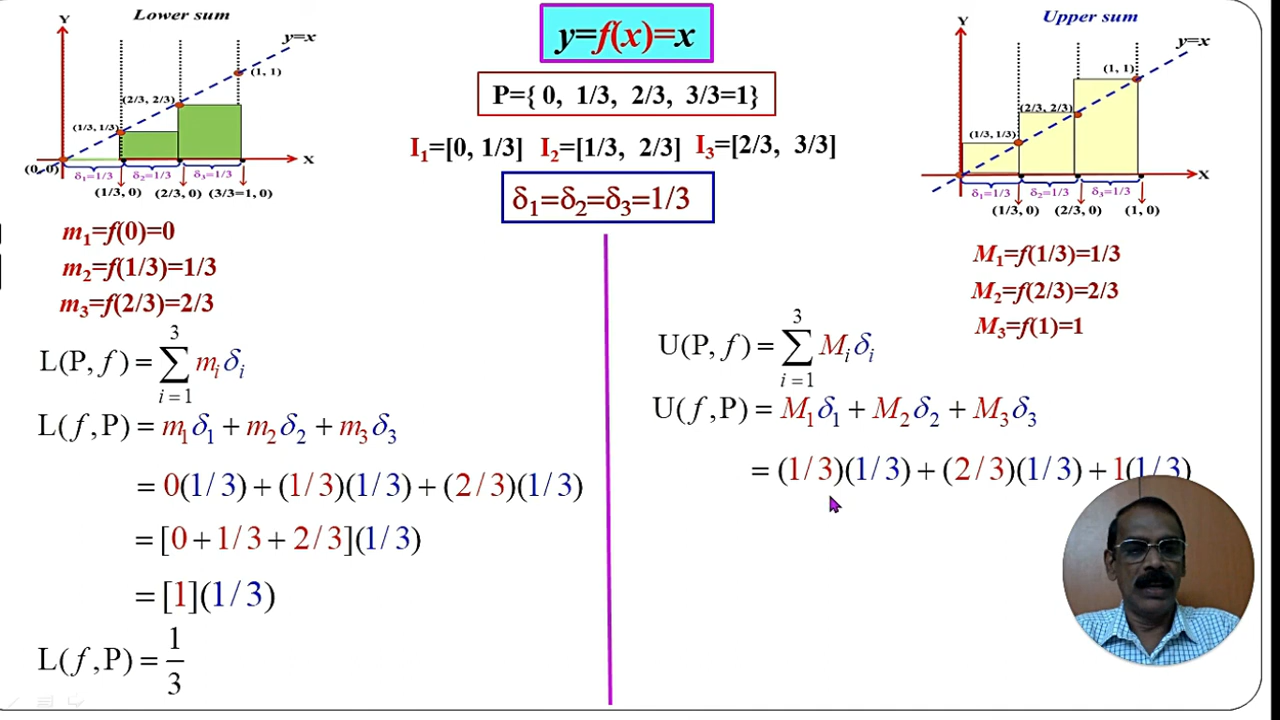 Lower sum
Y
y=x
(1, 1)
(2/3, 2/3)
(1/3, 1/3)
(0, 0)
X
δ₁=1/3 δ₂=1/3 δ₃=1/3
(1/3, 0) (2/3, 0) (3/3=1, 0)
m₁=f(0)=0
m₂=f(1/3)=1/3
m₃=f(2/3)=2/3
y=f(x)=x
P={ 0, 1/3, 2/3, 3/3=1}
I₁=[0, 1/3] I₂=[1/3, 2/3] I₃=[2/3, 3/3]
δ₁=δ₂=δ₃=1/3
Upper sum
Y
y=x
(1, 1)
(2/3, 2/3)
(1/3, 1/3)
X
δ₁=1/3 δ₂=1/3 δ₃=1/3
(1/3, 0) (2/3, 0) (1, 0)
M₁=f(1/3)=1/3
M₂=f(2/3)=2/3
M₃=f(1)=1
L(P, f) = ∑_{i=1}^{3} mᵢδᵢ
L(f,P) = m₁δ₁ + m₂δ₂ + m₃δ₃
= 0(1/3) + (1/3)(1/3) + (2/3)(1/3)
= [0 + 1/3 + 2/3](1/3)
= [1](1/3)
L(f,P) = 1/3
U(P, f) = ∑_{i=1}^{3} Mᵢδᵢ
U(f,P) = M₁δ₁ + M₂δ₂ + M₃δ₃
= (1/3)(1/3) + (2/3)(1/3) + 1(1/3)